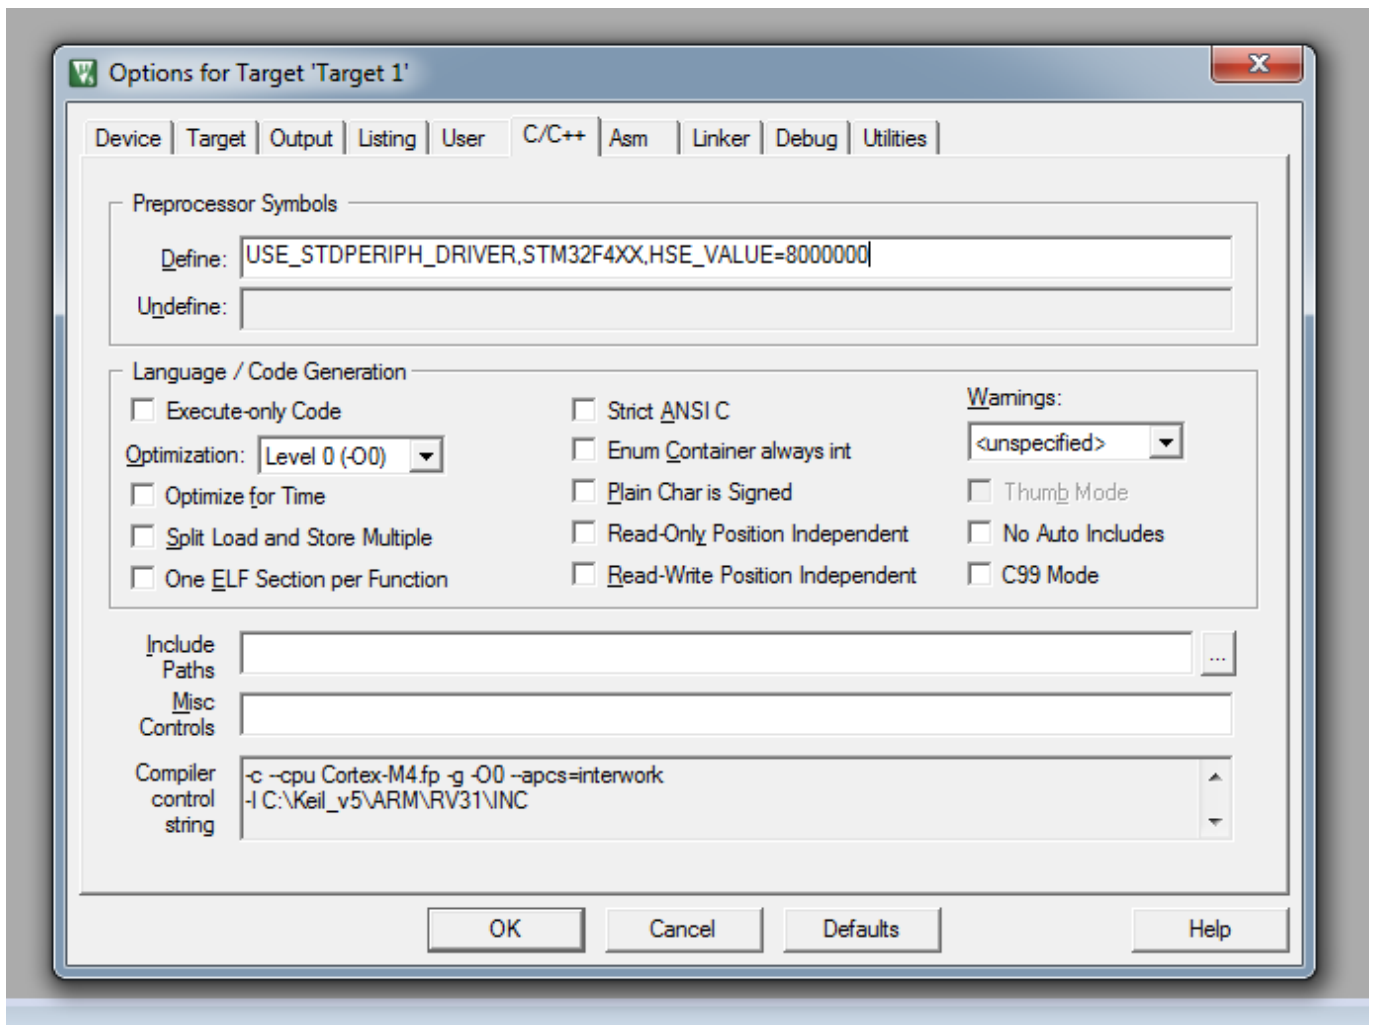 Options for Target 'Target 1'
Device Target Output Listing User C/C++ Asm Linker Debug Utilities
Preprocessor Symbols
Define: USE_STDPERIPH_DRIVER,STM32F4XX,HSE_VALUE=8000000
Undefine:
Language / Code Generation
Execute-only Code
Strict ANSI C
Warnings:
Optimization: Level 0 (-O0)
Enum Container always int
<unspecified>
Optimize for Time
Plain Char is Signed
Thumb Mode
Split Load and Store Multiple
Read-Only Position Independent
No Auto Includes
One ELF Section per Function
Read-Write Position Independent
C99 Mode
Include
Paths
...
Misc
Controls
Compiler
control
string
-c --cpu Cortex-M4.fp -g -O0 --apcs=interwork
-I C:\Keil_v5\ARM\RV31\INC
OK Cancel Defaults Help